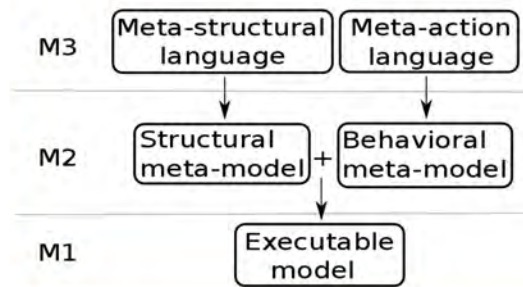 M3
Meta-structural
language
Meta-action
language
M2
Structural
meta-model
+
Behavioral
meta-model
M1
Executable
model